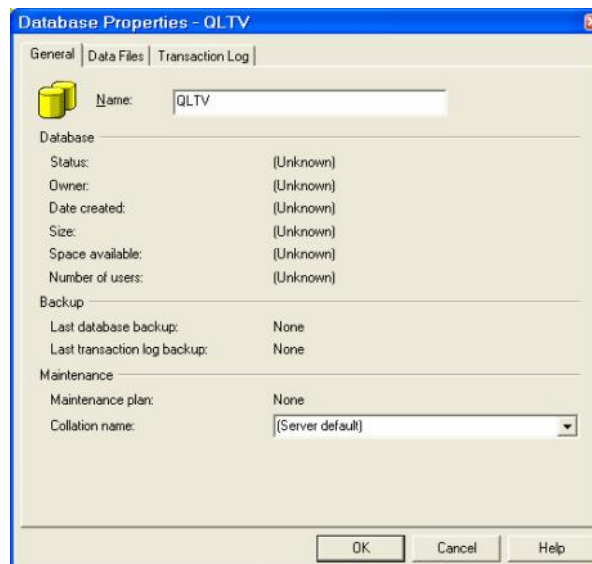 Database Properties - QLTV
General Data Files Transaction Log
Name: QLTV
Database
Status: (Unknown)
Owner: (Unknown)
Date created: (Unknown)
Size: (Unknown)
Space available: (Unknown)
Number of users: (Unknown)
Backup
Last database backup: None
Last transaction log backup: None
Maintenance
Maintenance plan: None
Collation name: (Server default)
OK Cancel Help